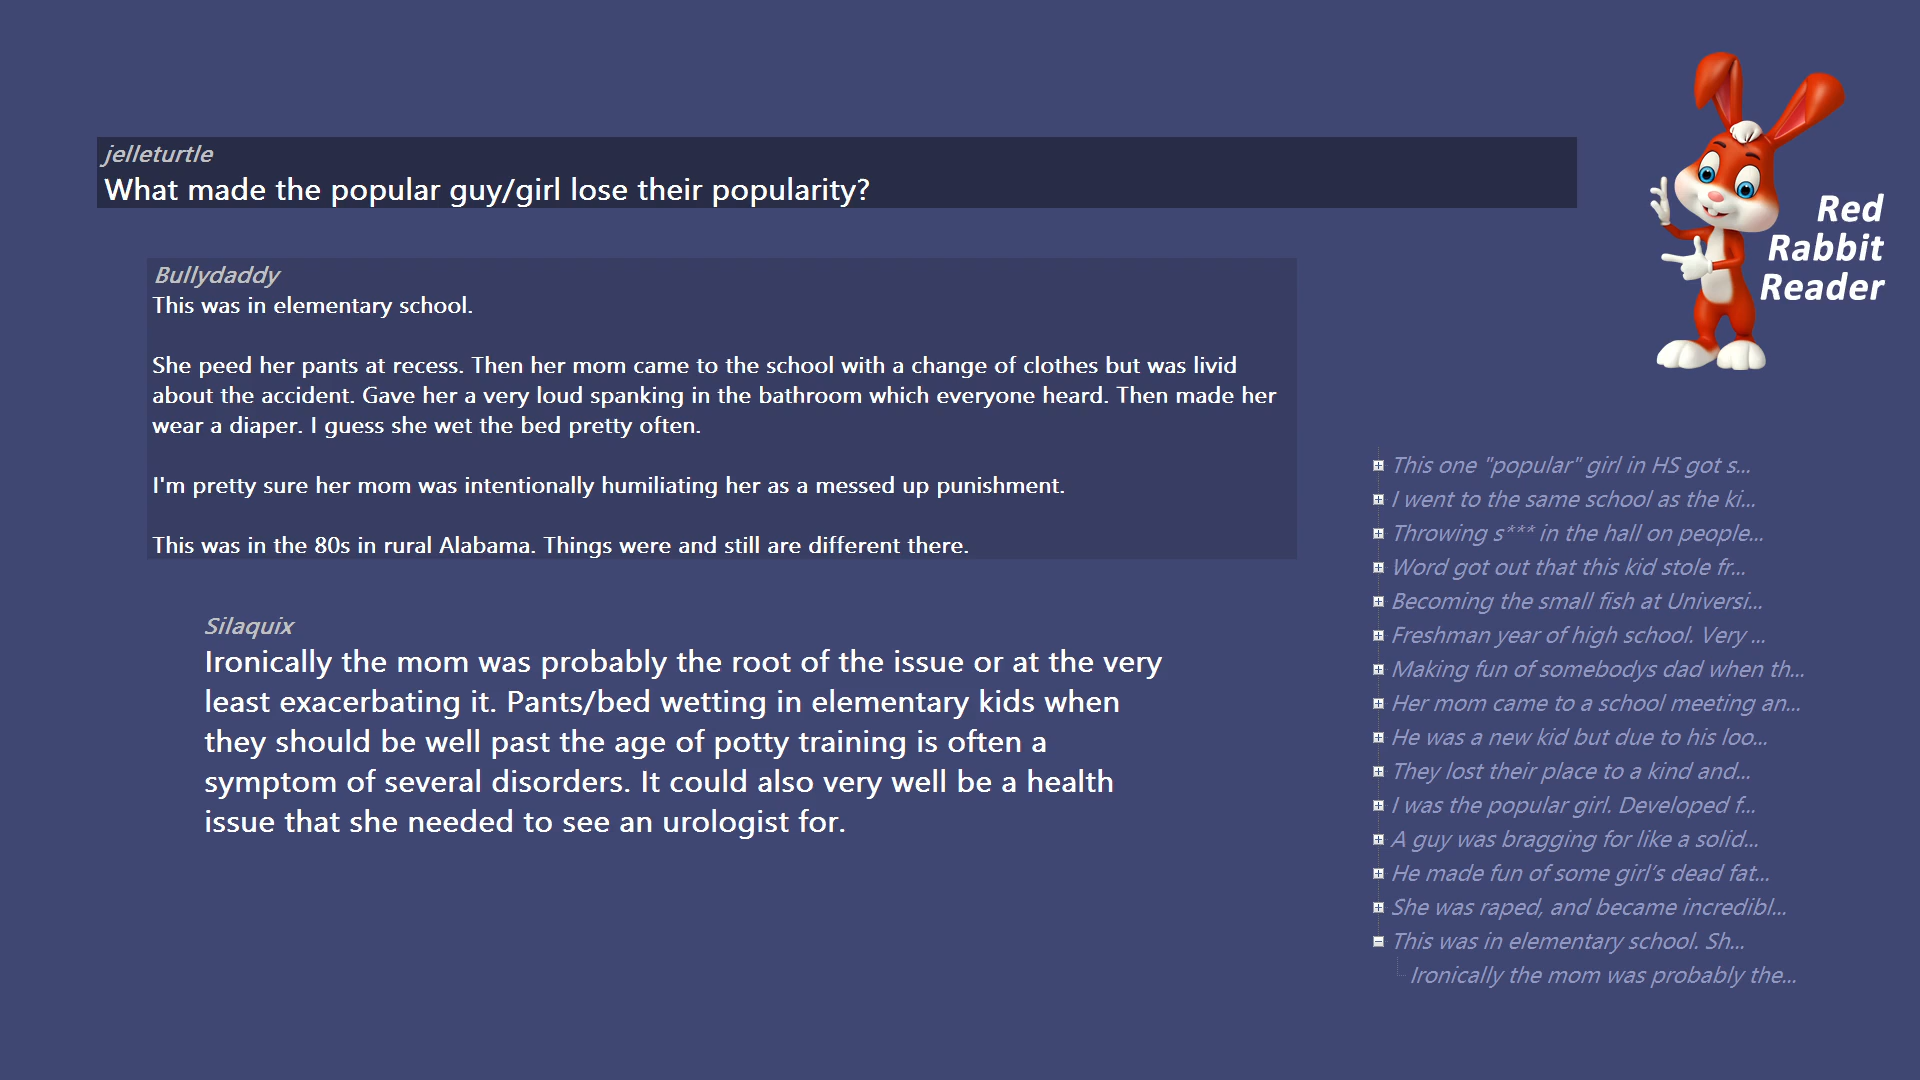 jelleturtle
What made the popular guy/girl lose their popularity?
Bullydaddy
This was in elementary school.
She peed her pants at recess. Then her mom came to the school with a change of clothes but was livid
about the accident. Gave her a very loud spanking in the bathroom which everyone heard. Then made her
wear a diaper. I guess she wet the bed pretty often.
I'm pretty sure her mom was intentionally humiliating her as a messed up punishment.
This was in the 80s in rural Alabama. Things were and still are different there.
Silaquix
Ironically the mom was probably the root of the issue or at the very
least exacerbating it. Pants/bed wetting in elementary kids when
they should be well past the age of potty training is often a
symptom of several disorders. It could also very well be a health
issue that she needed to see an urologist for.
Red
Rabbit
Reader
This one "popular" girl in HS got s...
I went to the same school as the ki...
Throwing s*** in the hall on people...
Word got out that this kid stole fr...
Becoming the small fish at Universi...
Freshman year of high school. Very ...
Making fun of somebodys dad when th...
Her mom came to a school meeting an...
He was a new kid but due to his loo...
They lost their place to a kind and...
I was the popular girl. Developed f...
A guy was bragging for like a solid...
He made fun of some girl’s dead fat...
She was raped, and became incredibl...
This was in elementary school. Sh...
Ironically the mom was probably the...